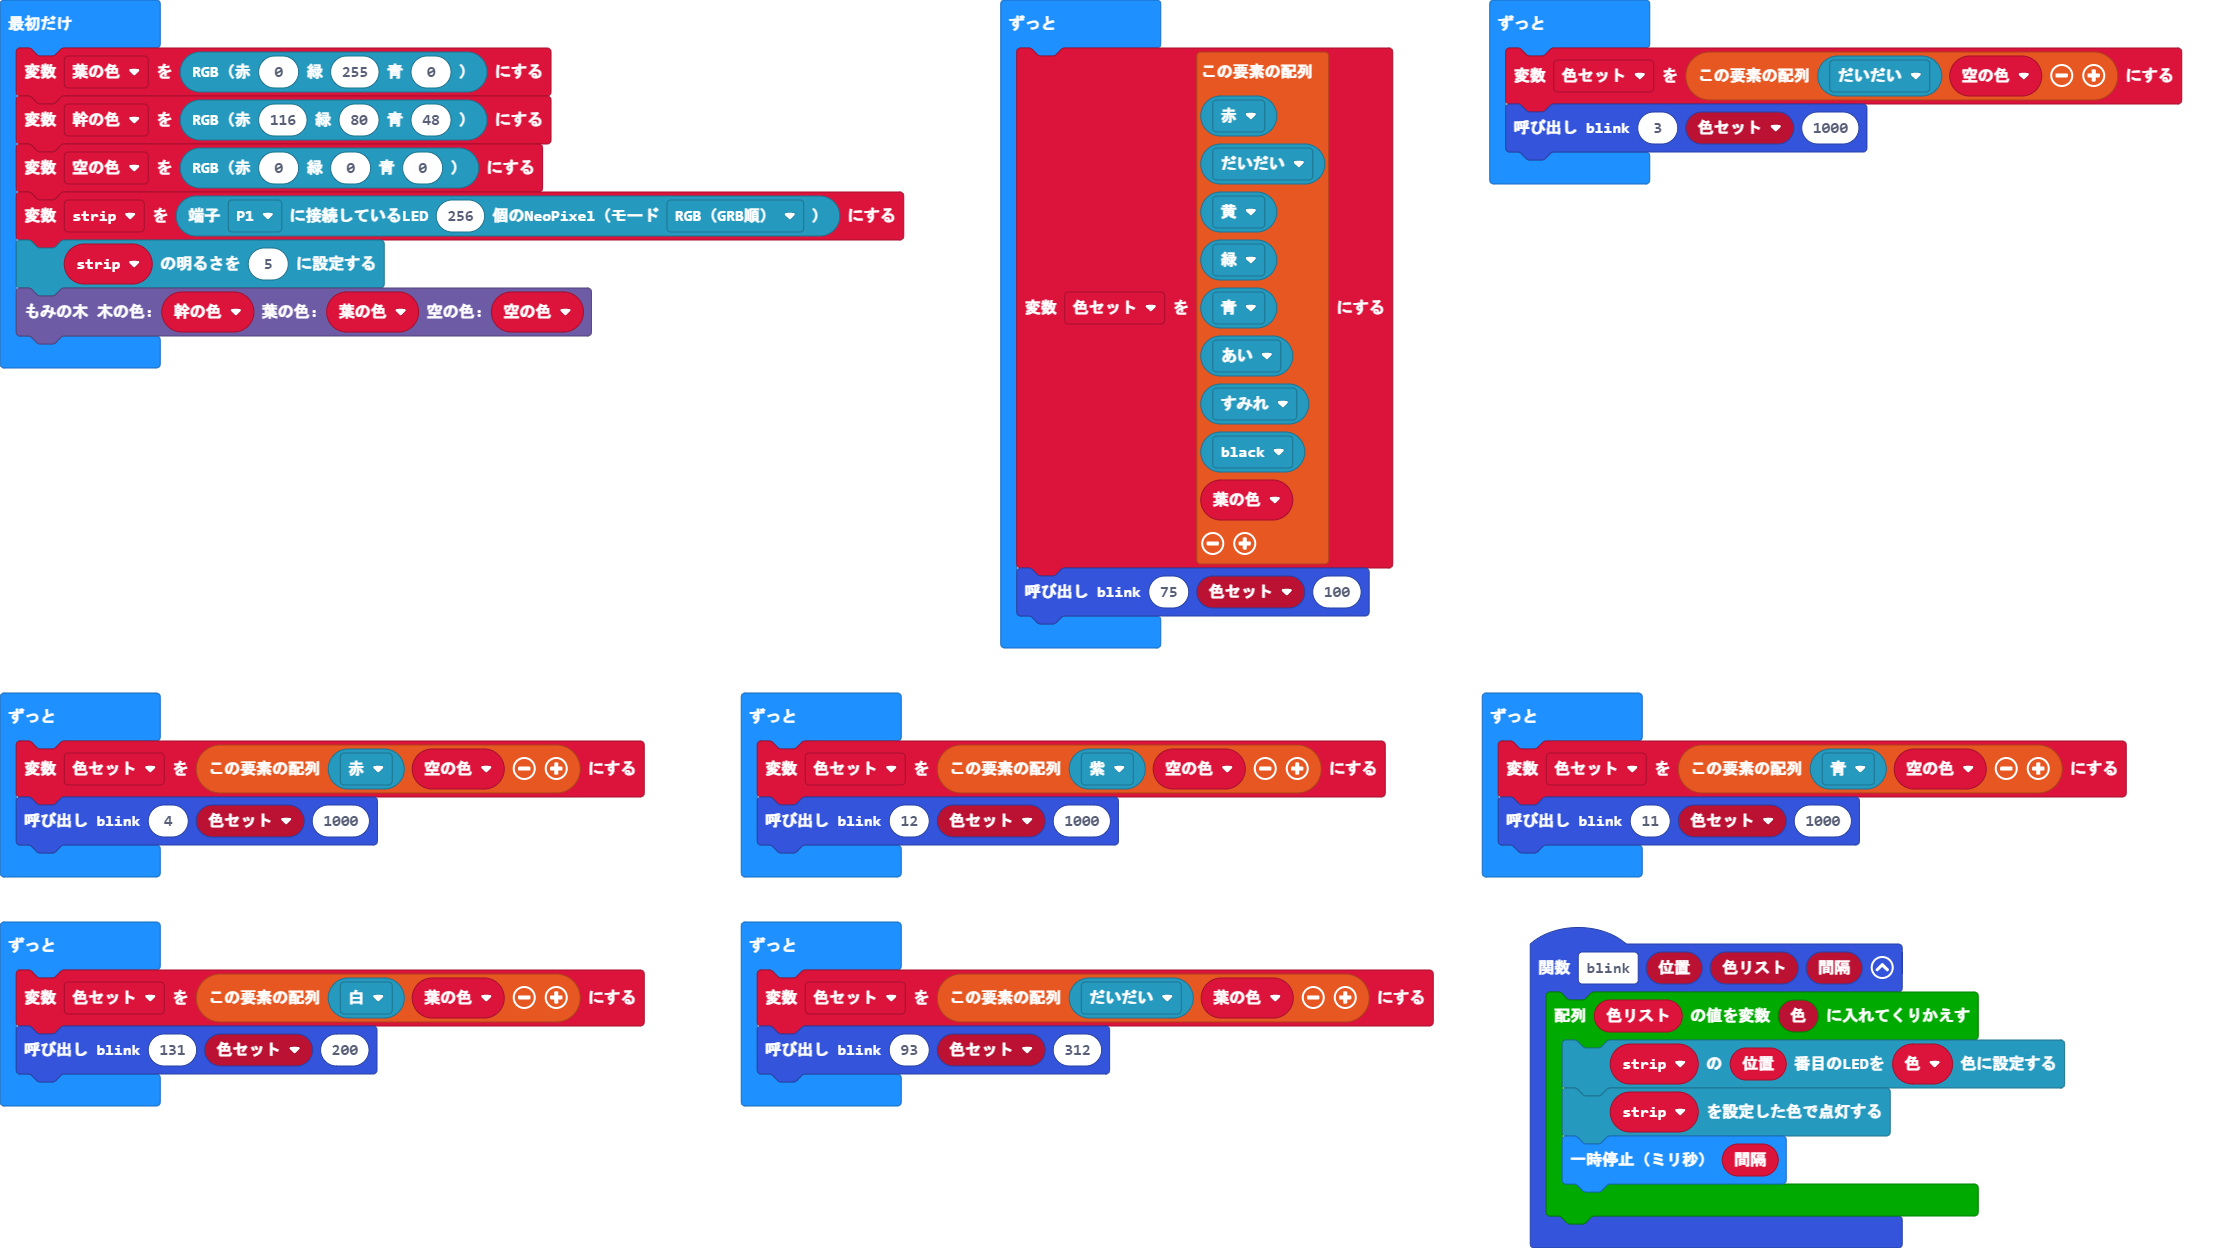 最初だけ
変数 葉の色 を RGB（赤 0 緑 255 青 0 ） にする
変数 幹の色 を RGB（赤 116 緑 80 青 48 ） にする
変数 空の色 を RGB（赤 0 緑 0 青 0 ） にする
変数 strip を 端子 P1 に接続しているLED 256 個のNeoPixel（モード RGB（GRB順） ） にする
strip の明るさを 5 に設定する
もみの木 木の色: 幹の色 葉の色: 葉の色 空の色: 空の色
ずっと
変数 色セット を
この要素の配列
赤
だいだい
黄
緑
青
あい
すみれ
black
葉の色
にする
呼び出し blink 75 色セット 100
ずっと
変数 色セット を この要素の配列 だいだい 空の色 にする
呼び出し blink 3 色セット 1000
ずっと
変数 色セット を この要素の配列 赤 空の色 にする
呼び出し blink 4 色セット 1000
ずっと
変数 色セット を この要素の配列 紫 空の色 にする
呼び出し blink 12 色セット 1000
ずっと
変数 色セット を この要素の配列 青 空の色 にする
呼び出し blink 11 色セット 1000
ずっと
変数 色セット を この要素の配列 白 葉の色 にする
呼び出し blink 131 色セット 200
ずっと
変数 色セット を この要素の配列 だいだい 葉の色 にする
呼び出し blink 93 色セット 312
関数 blink 位置 色リスト 間隔
配列 色リスト の値を変数 色 に入れてくりかえす
strip の 位置 番目のLEDを 色 色に設定する
strip を設定した色で点灯する
一時停止（ミリ秒） 間隔